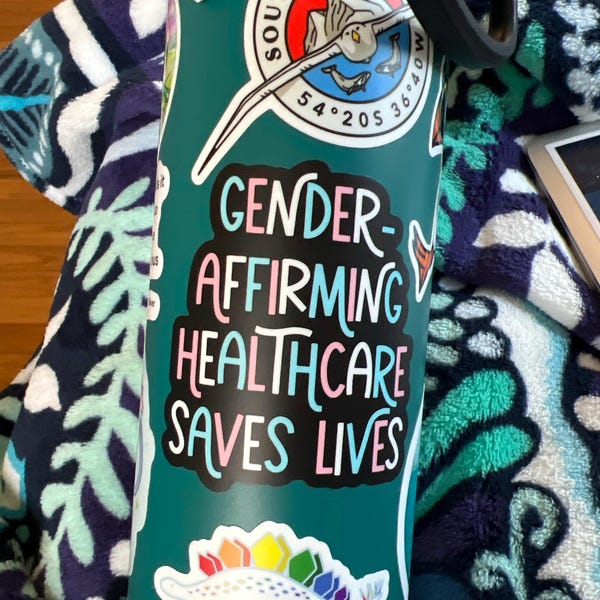 SOU
54°20S 36°40W
GENDER-
AFFIRMING
HEALTHCARE
SAVES LIVES